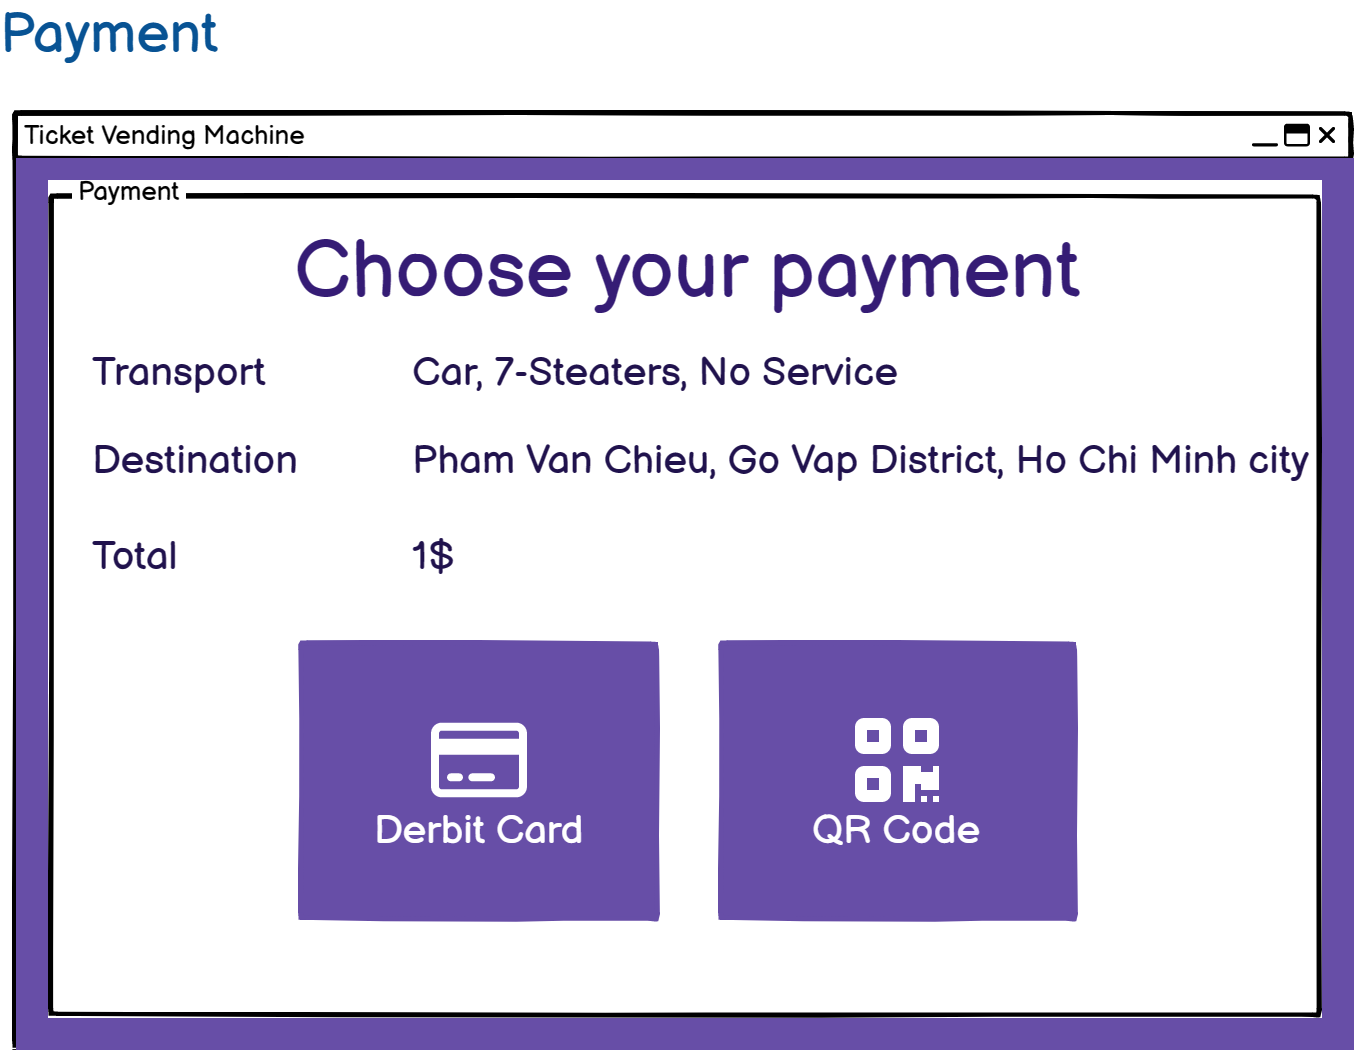 Payment
Ticket Vending Machine
Payment
Choose your payment
Transport Car, 7-Steaters, No Service
Destination Pham Van Chieu, Go Vap District, Ho Chi Minh city
Total 1$
Derbit Card QR Code